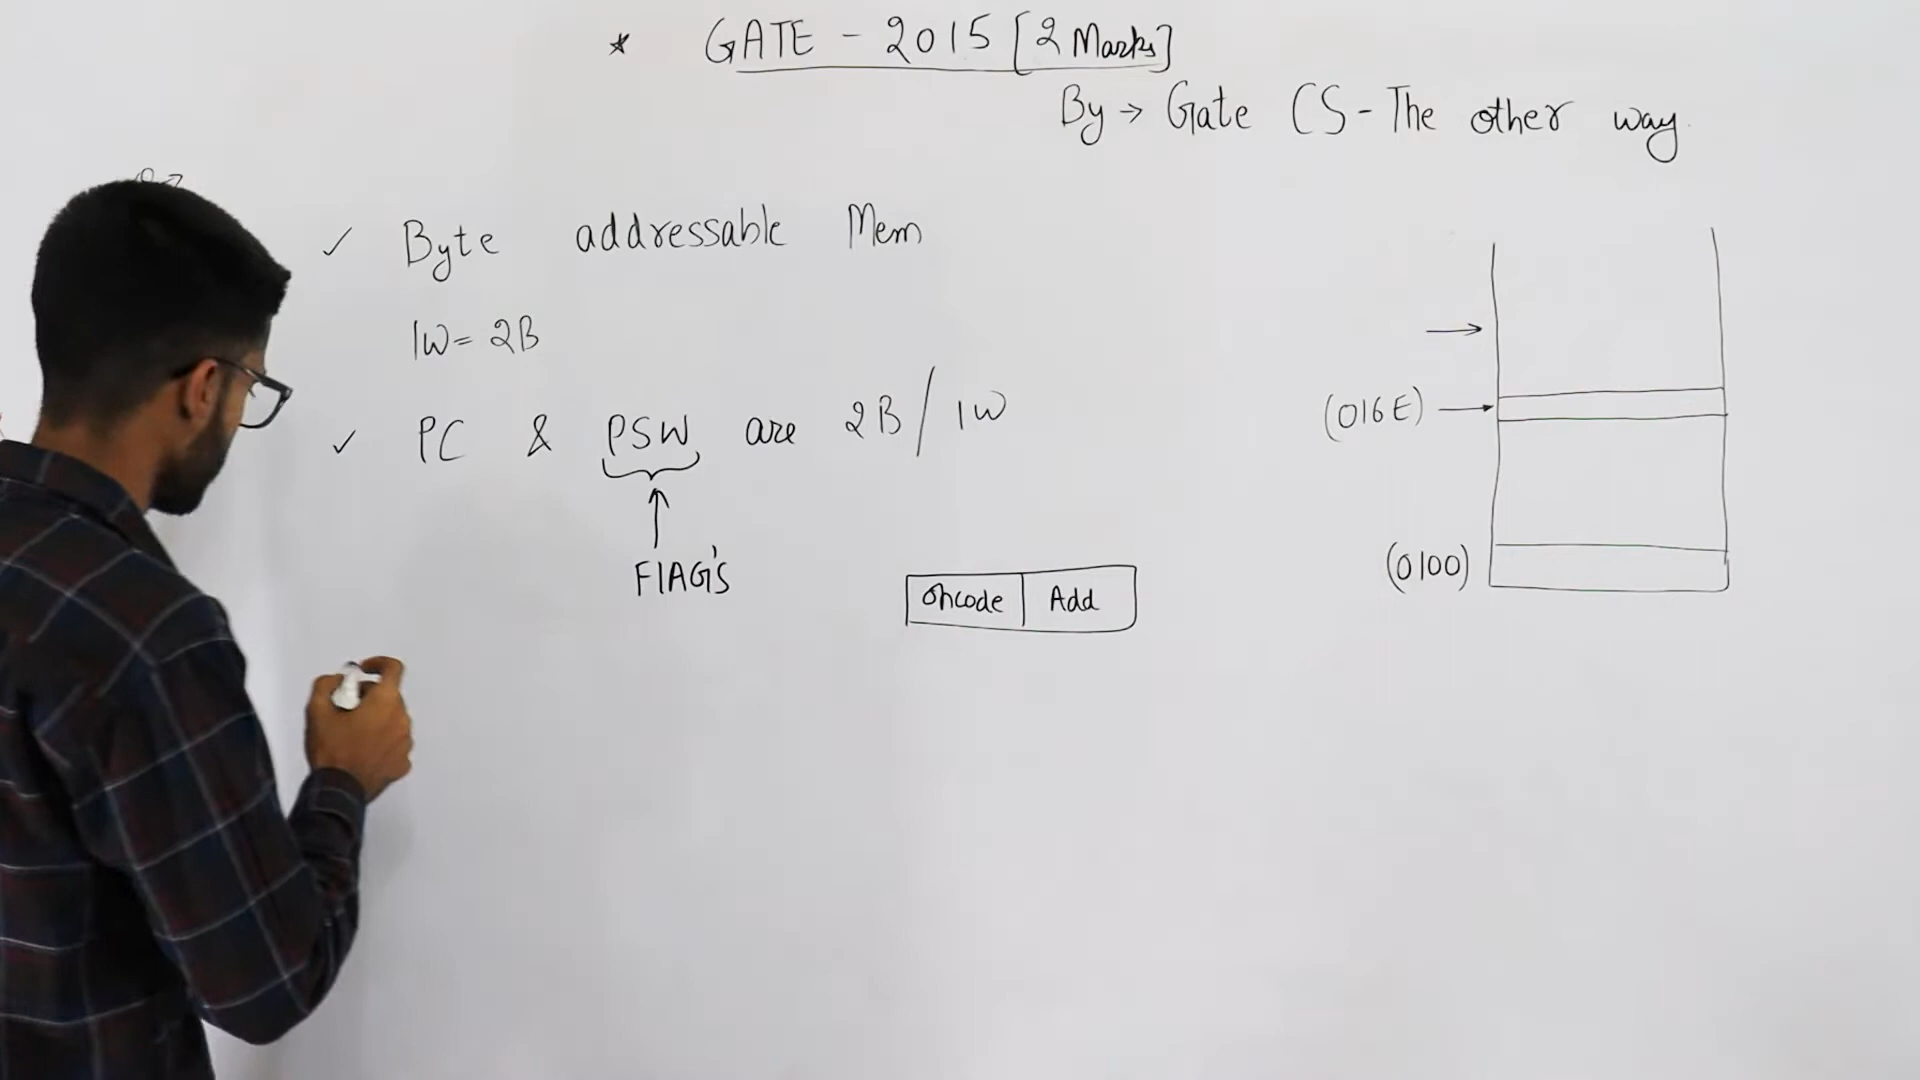 * GATE - 2015 [2 Marks]
By → Gate CS - The other way
✓ Byte addressable Mem
1W = 2B
✓ PC & PSW are 2B / 1W
FlAG's
Opcode | Add
(016E) →
(0100)